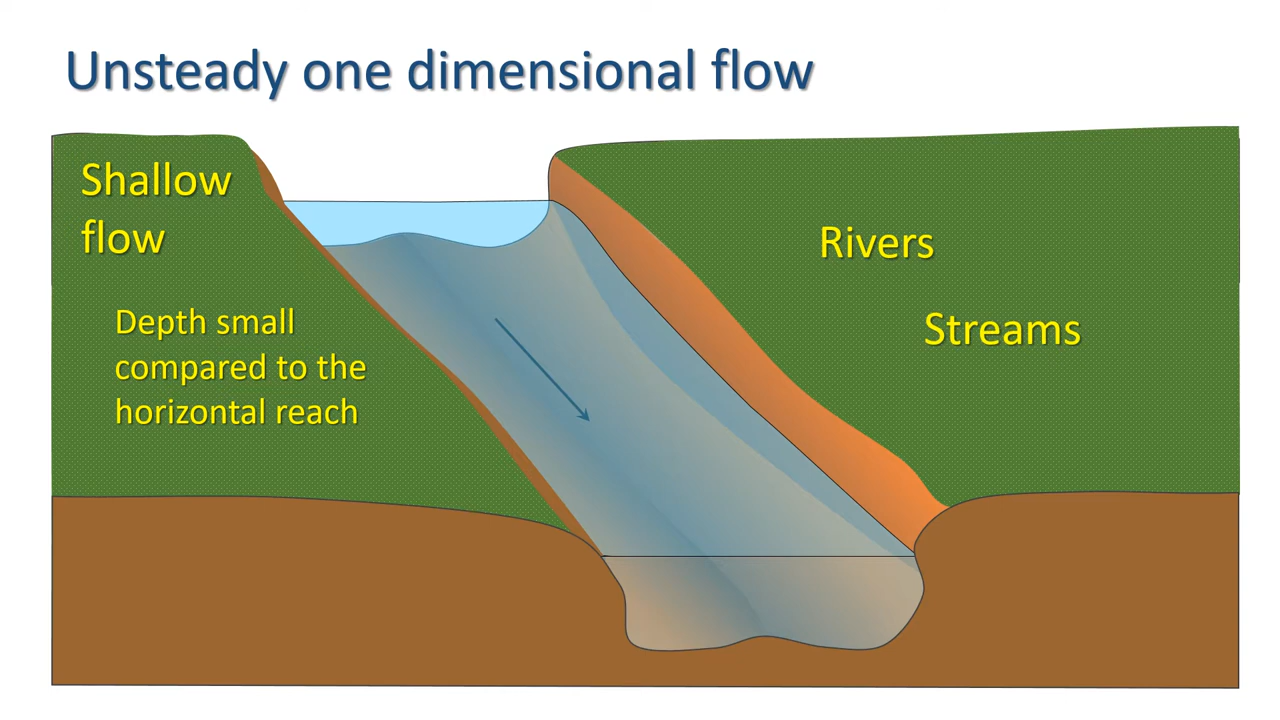 Unsteady one dimensional flow
Shallow
flow
Depth small
compared to the
horizontal reach
Rivers
Streams